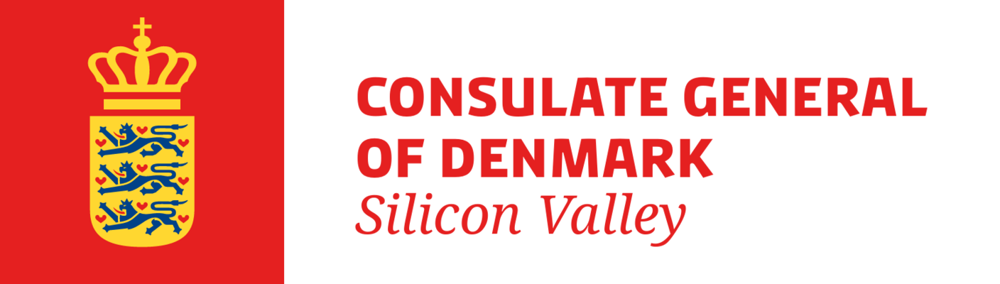 CONSULATE GENERAL
OF DENMARK
Silicon Valley